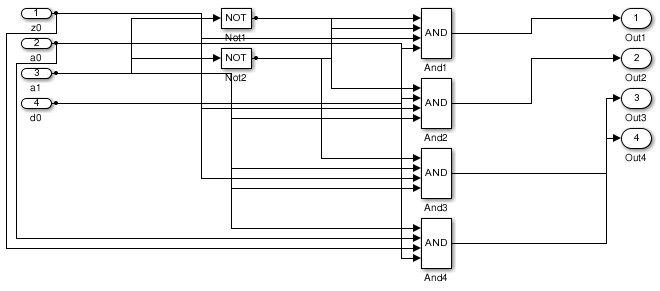 1
z0
2
a0
3
a1
4
d0
NOT
Not1
NOT
Not2
AND
And1
AND
And2
AND
And3
AND
And4
1
Out1
2
Out2
3
Out3
4
Out4